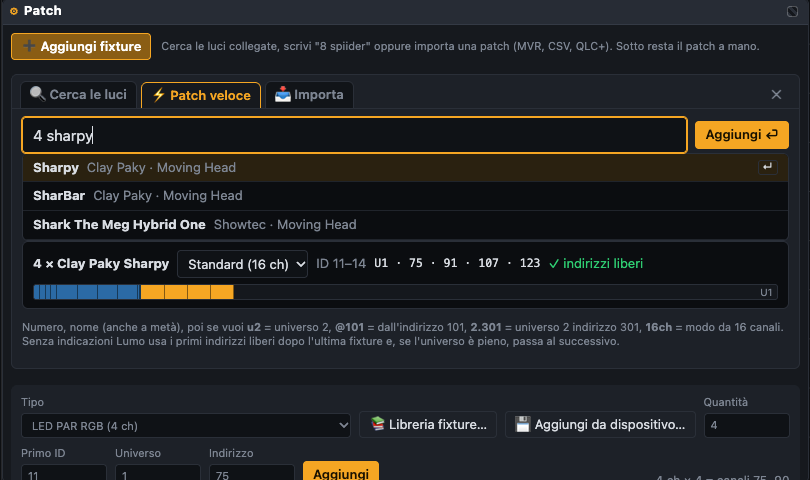 Patch
Aggiungi fixture
Cerca le luci collegate, scrivi "8 spiider" oppure importa una patch (MVR, CSV, QLC+). Sotto resta il patch a mano.
Cerca le luci
Patch veloce
Importa
4 sharpy
Aggiungi
Sharpy Clay Paky · Moving Head
SharBar Clay Paky · Moving Head
Shark The Meg Hybrid One Showtec · Moving Head
4 × Clay Paky Sharpy Standard (16 ch) ID 11–14 U1 · 75 · 91 · 107 · 123 ✓ indirizzi liberi
U1
Numero, nome (anche a metà), poi se vuoi u2 = universo 2, @101 = dall'indirizzo 101, 2.301 = universo 2 indirizzo 301, 16ch = modo da 16 canali.
Senza indicazioni Lumo usa i primi indirizzi liberi dopo l'ultima fixture e, se l'universo è pieno, passa al successivo.
Tipo
Quantità
LED PAR RGB (4 ch)
Libreria fixture...
Aggiungi da dispositivo...
4
Primo ID
Universo
Indirizzo
11
1
75
Aggiungi
4 ch × 4 = canali 75–90